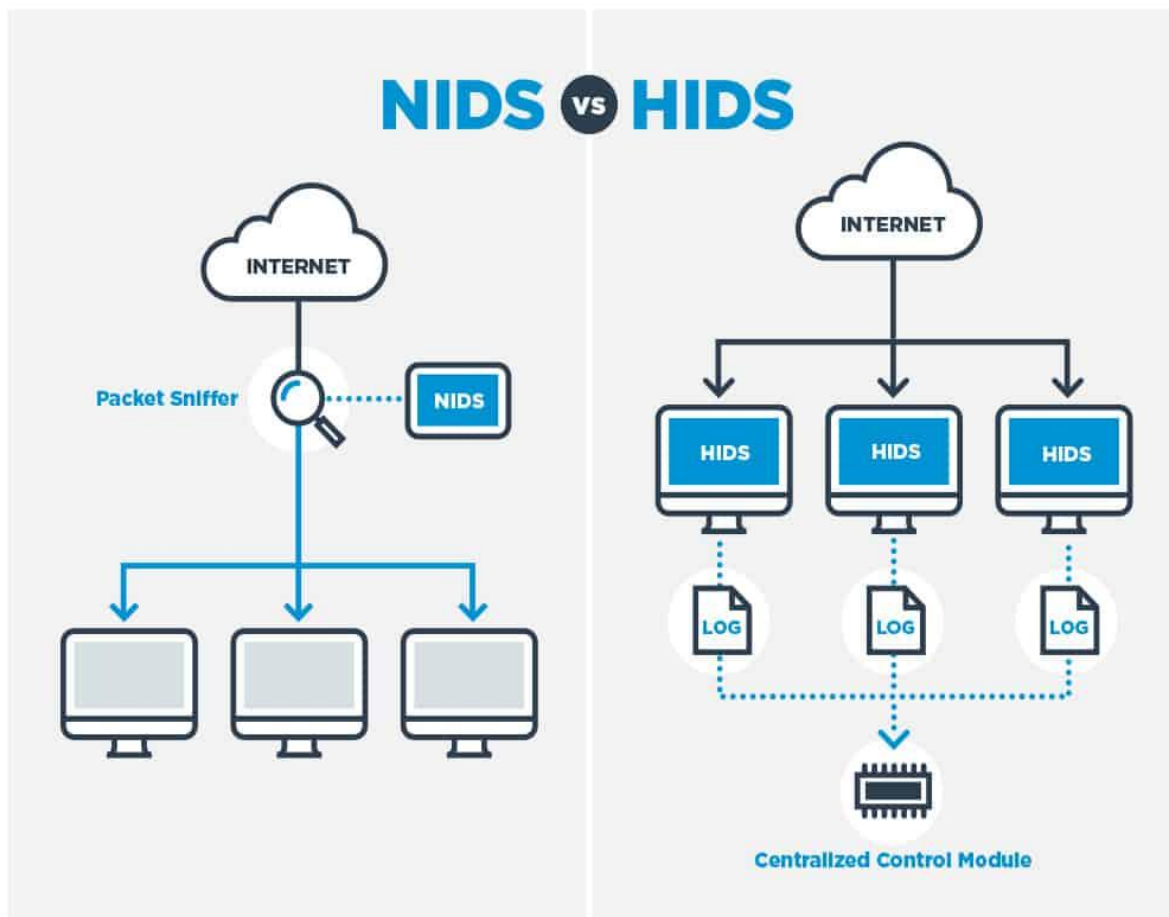 NIDS VS HIDS
INTERNET
Packet Sniffer
NIDS
INTERNET
HIDS
HIDS
HIDS
LOG
LOG
LOG
Centralized Control Module